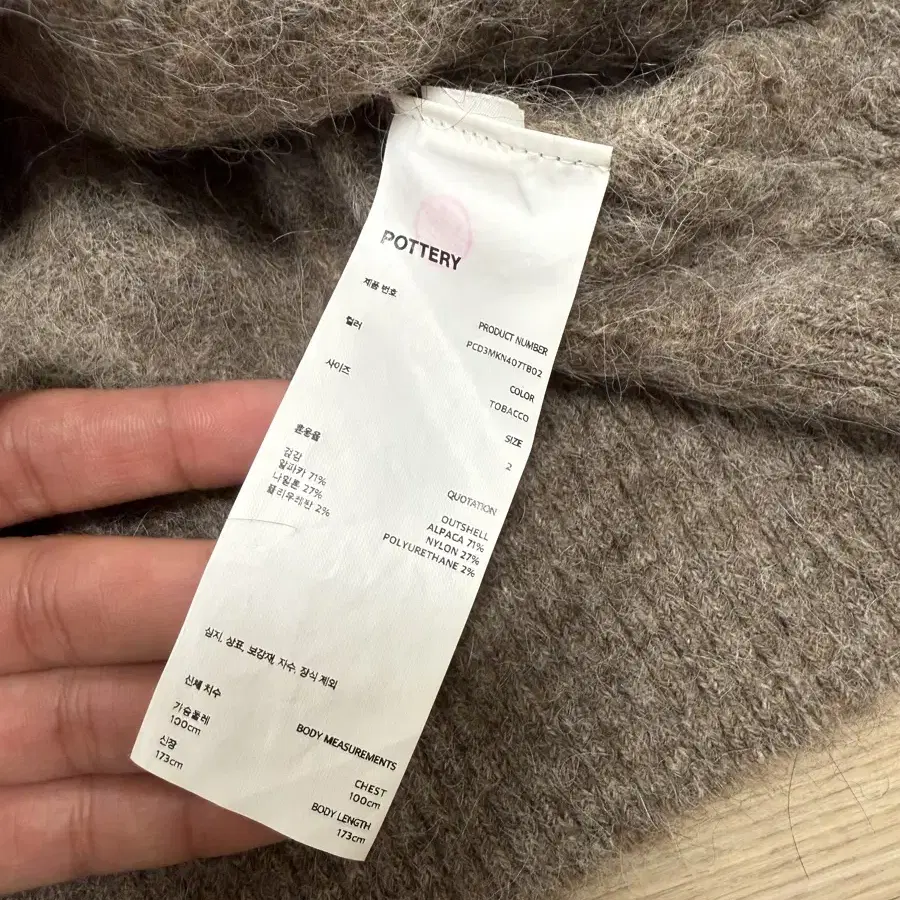 POTTERY
제품 번호
PRODUCT NUMBER
PCD3MKN407TB02
컬러
COLOR
TOBACCO
사이즈
SIZE
2
혼용율
QUOTATION
겉감
알파카 71%
나일론 27%
폴리우레탄 2%
OUTSHELL
ALPACA 71%
NYLON 27%
POLYURETHANE 2%
심지, 상표, 보강재, 자수, 장식 제외
신체 치수
BODY MEASUREMENTS
가슴둘레
100cm
CHEST
100cm
신장
173cm
BODY LENGTH
173cm